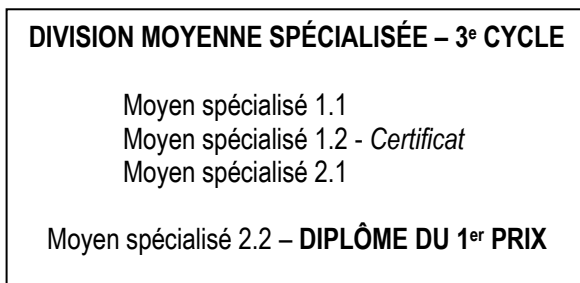 DIVISION MOYENNE SPÉCIALISÉE – 3e CYCLE
Moyen spécialisé 1.1
Moyen spécialisé 1.2 - Certificat
Moyen spécialisé 2.1
Moyen spécialisé 2.2 – DIPLÔME DU 1er PRIX